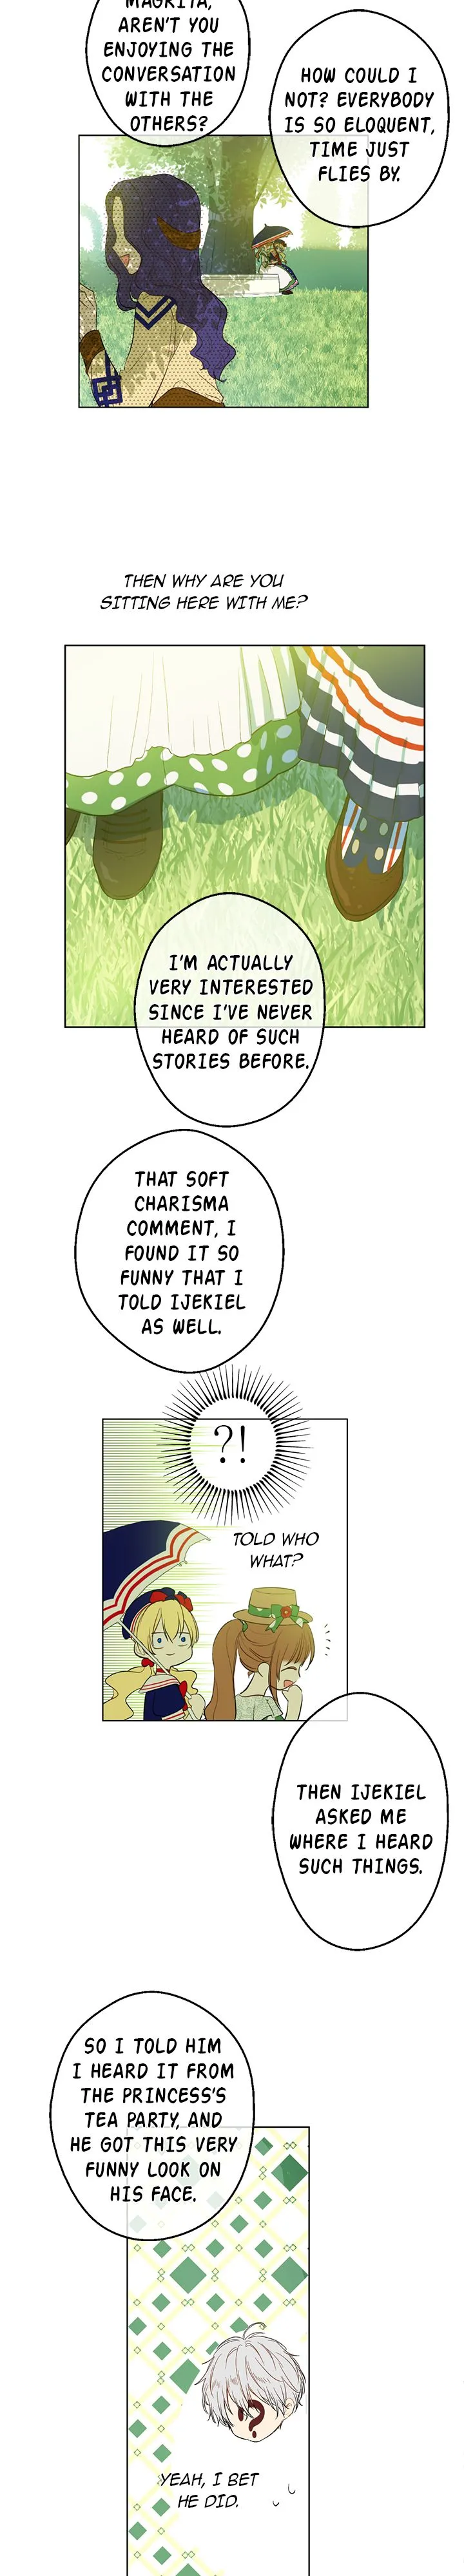 MAGRITA,
AREN'T YOU
ENJOYING THE
CONVERSATION
WITH THE
OTHERS?
HOW COULD I
NOT? EVERYBODY
IS SO ELOQUENT,
TIME JUST
FLIES BY.
THEN WHY ARE YOU
SITTING HERE WITH ME?
I'M ACTUALLY
VERY INTERESTED
SINCE I'VE NEVER
HEARD OF SUCH
STORIES BEFORE.
THAT SOFT
CHARISMA
COMMENT, I
FOUND IT SO
FUNNY THAT I
TOLD IJEKIEL
AS WELL.
?!
TOLD WHO
WHAT?
THEN IJEKIEL
ASKED ME
WHERE I HEARD
SUCH THINGS.
SO I TOLD HIM
I HEARD IT FROM
THE PRINCESS'S
TEA PARTY, AND
HE GOT THIS VERY
FUNNY LOOK ON
HIS FACE.
?
YEAH, I BET
HE DID.